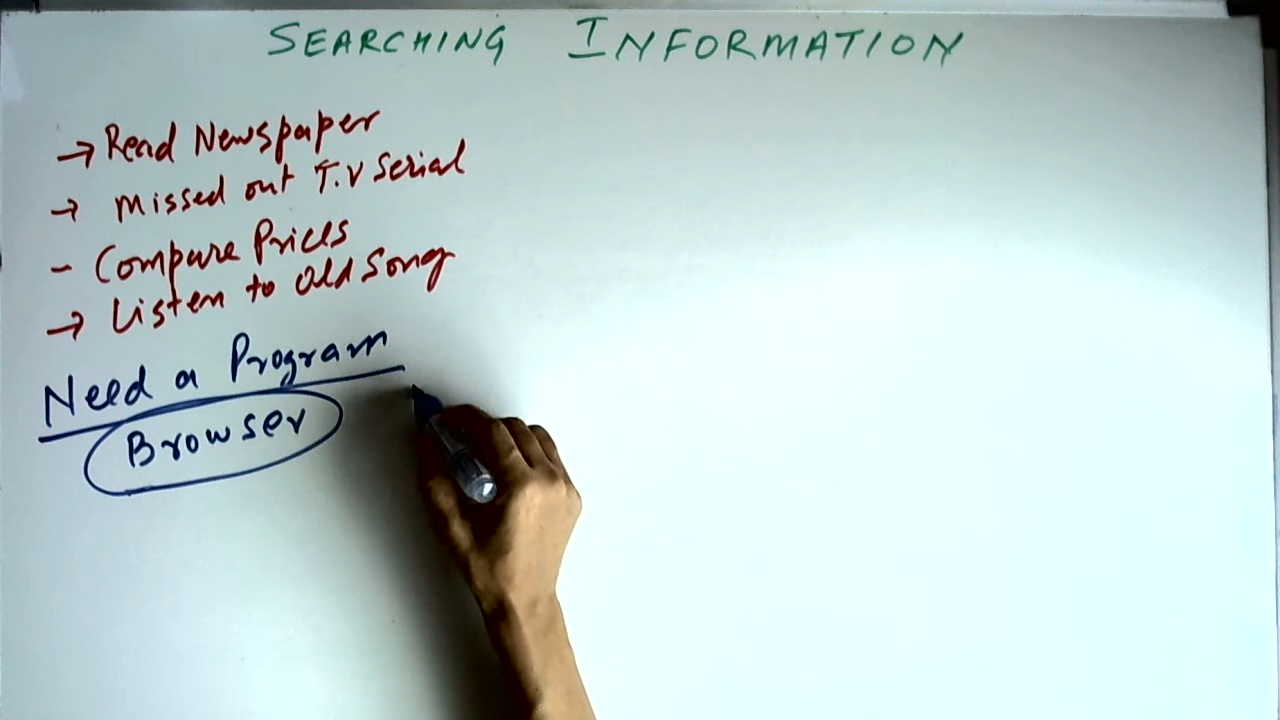 SEARCHING INFORMATION
→ Read Newspaper
→ Missed out T.V Serial
- Compare Prices
→ Listen to Old Song
Need a Program
Browser